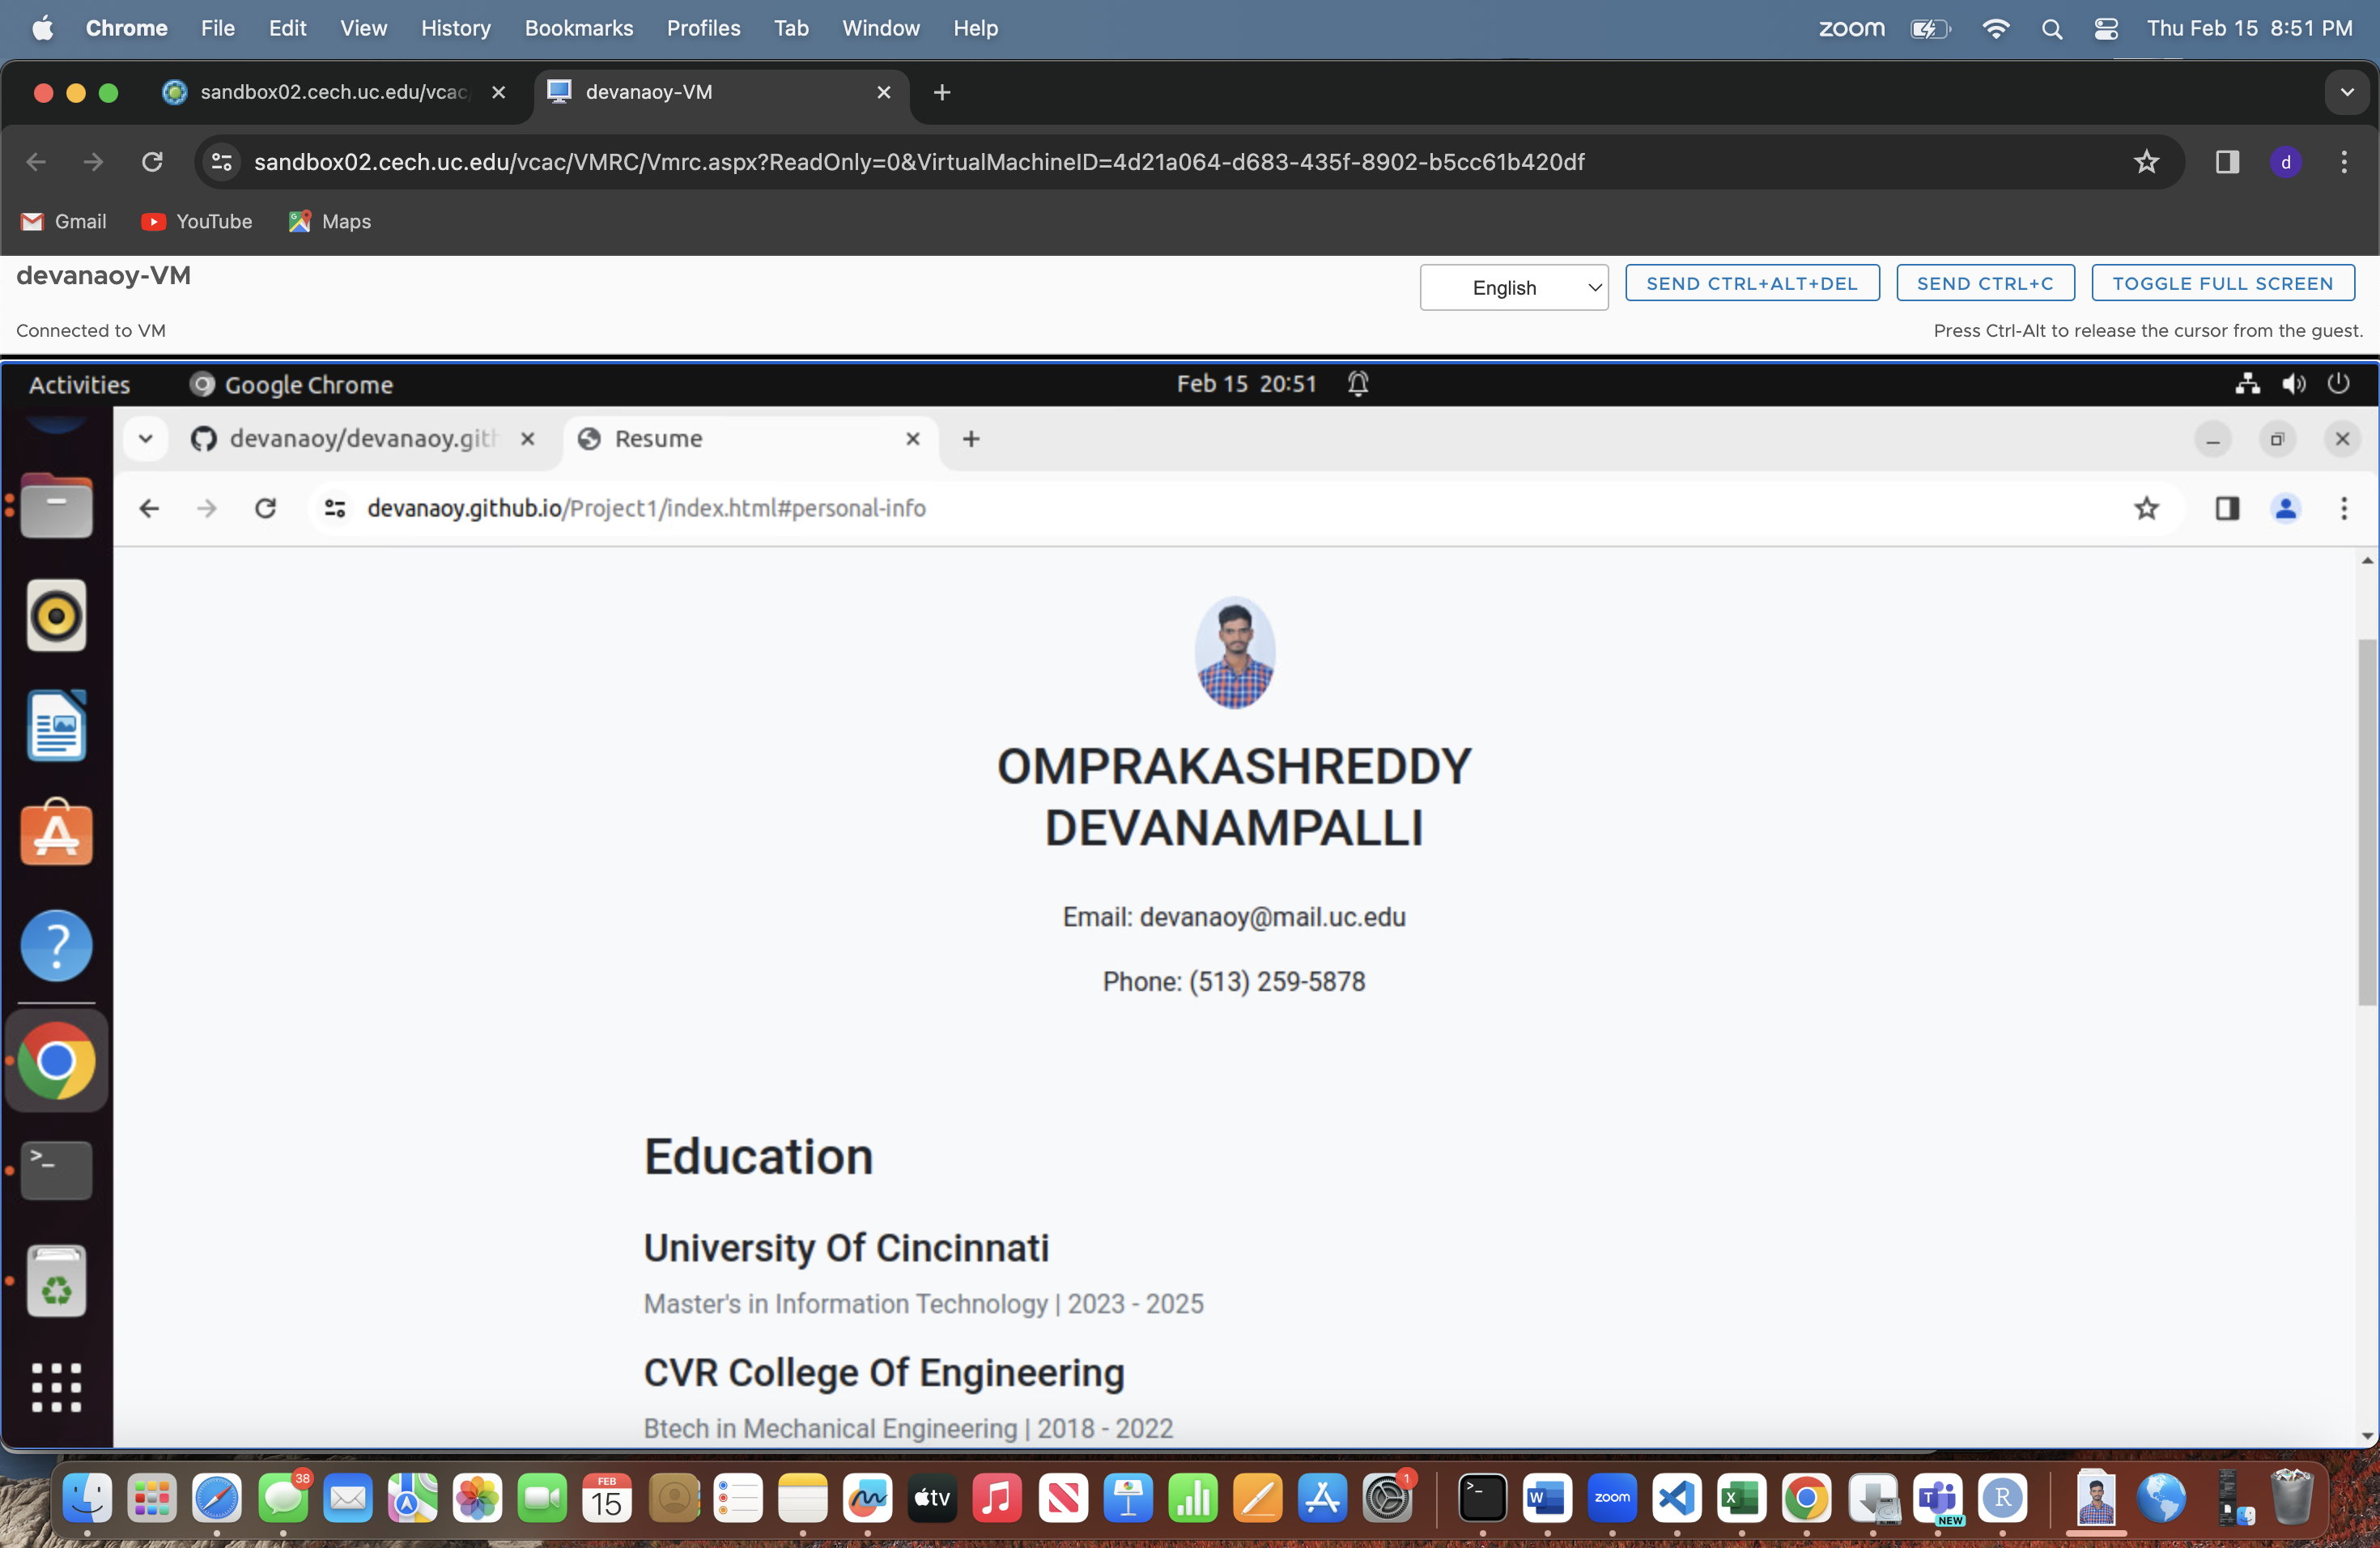 Chrome File Edit View History Bookmarks Profiles Tab Window Help zoom Thu Feb 15 8:51 PM
sandbox02.cech.uc.edu/vcac devanaoy-VM
sandbox02.cech.uc.edu/vcac/VMRC/Vmrc.aspx?ReadOnly=0&VirtualMachineID=4d21a064-d683-435f-8902-b5cc61b420df d
Gmail YouTube Maps
devanaoy-VM English SEND CTRL+ALT+DEL SEND CTRL+C TOGGLE FULL SCREEN
Connected to VM Press Ctrl-Alt to release the cursor from the guest.
Activities Google Chrome Feb 15 20:51
devanaoy/devanaoy.gith Resume
devanaoy.github.io/Project1/index.html#personal-info
OMPRAKASHREDDY
DEVANAMPALLI
Email: devanaoy@mail.uc.edu
Phone: (513) 259-5878
Education
University Of Cincinnati
Master's in Information Technology | 2023 - 2025
CVR College Of Engineering
Btech in Mechanical Engineering | 2018 - 2022
38 FEB 15 tv 1 >_ W zoom X T NEW R